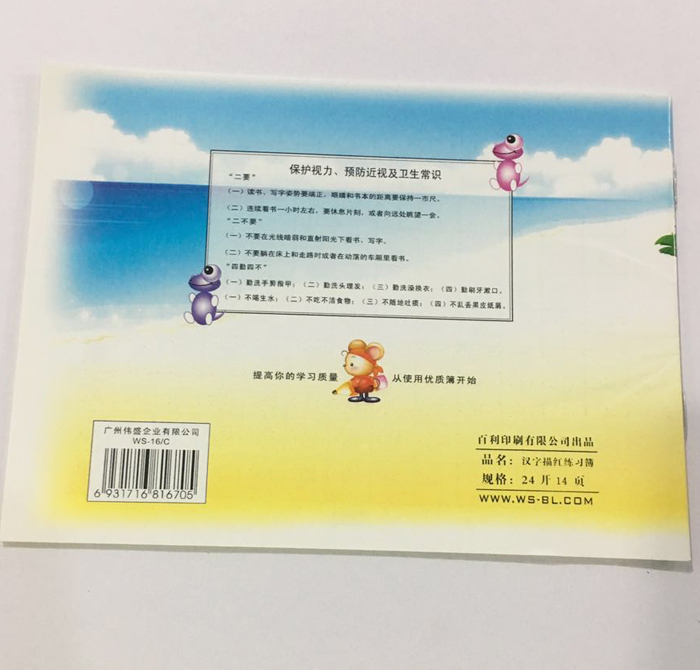 保护视力、预防近视及卫生常识
"二要"
（一）读书、写字姿势要端正，眼睛和书本的距离要保持一市尺。
（二）连续看书一小时左右，要休息片刻，或者向远处眺望一会。
"二不要"
（一）不要在光线暗弱和直射阳光下看书、写字。
（二）不要躺在床上和走路时或者在动荡的车厢里看书。
"四勤四不"
（一）勤洗手剪指甲；（二）勤洗头理发；（三）勤洗澡换衣；（四）勤刷牙漱口。
（一）不喝生水；（二）不吃不洁食物；（三）不随地吐痰；（四）不乱丢果皮纸屑。
提高你的学习质量 从使用优质薄开始
广州伟盛企业有限公司
WS-16/C
6 931716 816705
百利印刷有限公司出品
品名：汉字描红练习簿
规格：24 开 14 页
WWW.WS-BL.COM